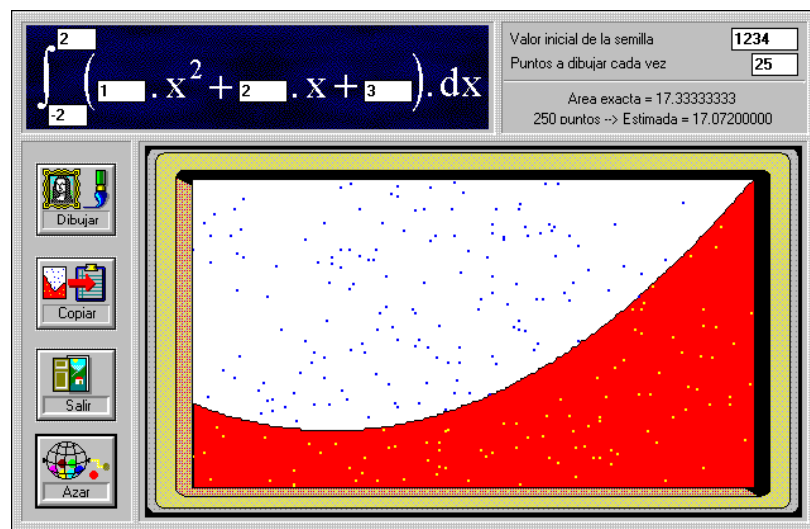 2
∫ ( 1 . x² + 2 . x + 3 ) . dx
-2
Valor inicial de la semilla 1234
Puntos a dibujar cada vez 25
Area exacta = 17.33333333
250 puntos --> Estimada = 17.07200000
Dibujar
Copiar
Salir
Azar